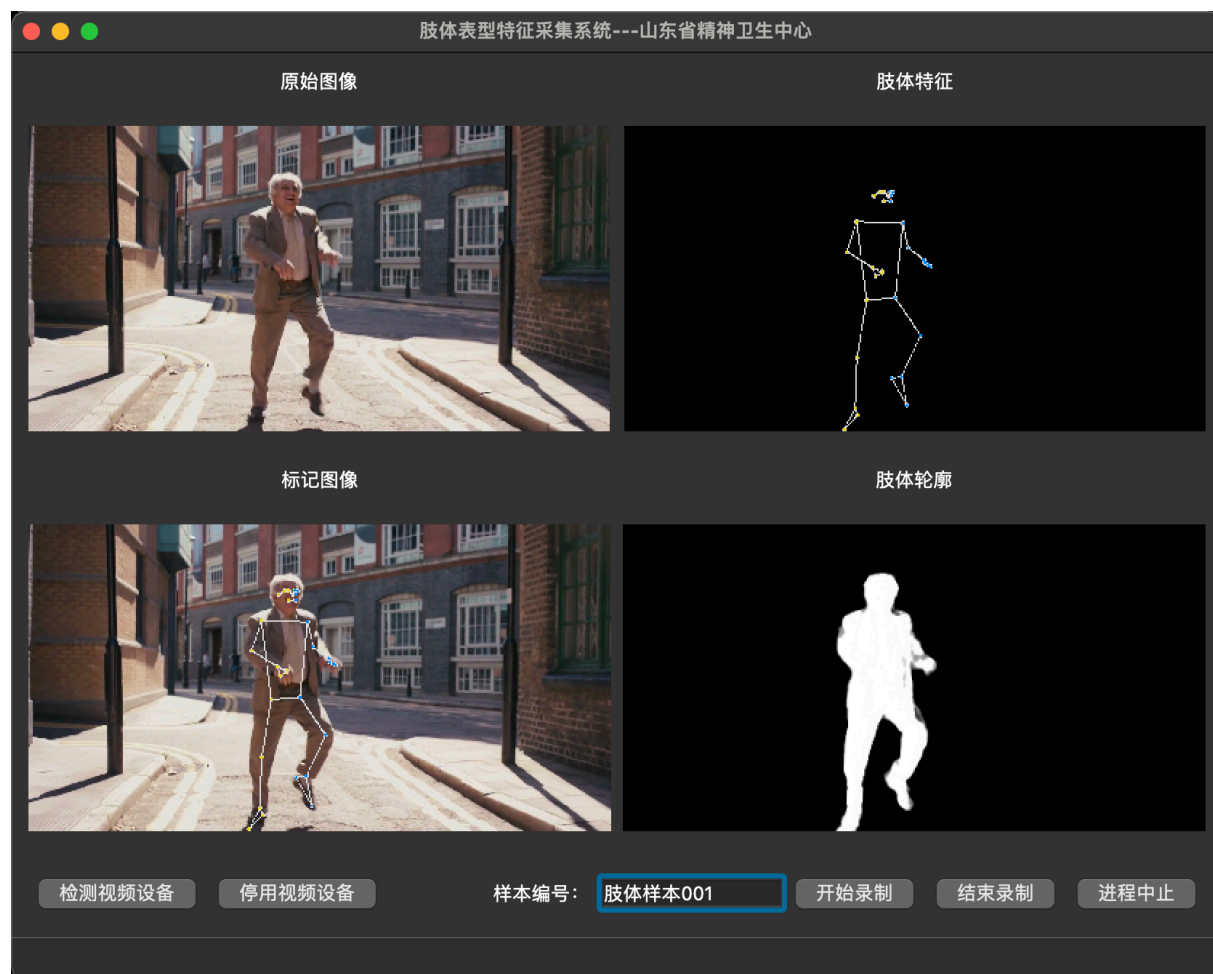 肢体表型特征采集系统---山东省精神卫生中心
原始图像
肢体特征
标记图像
肢体轮廓
检测视频设备
停用视频设备
样本编号：
肢体样本001
开始录制
结束录制
进程中止